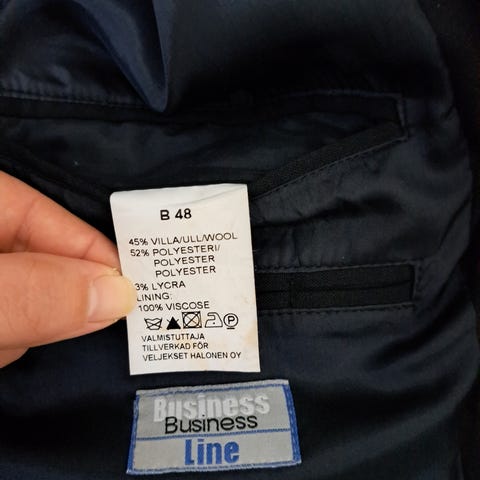 B 48
45% VILLA/ULL/WOOL
52% POLYESTERI/
POLYESTER
POLYESTER
3% LYCRA
LINING:
100% VISCOSE
P
VALMISTUTTAJA
TILLVERKAD FÖR
VELJEKSET HALONEN OY
Business
Business
Line